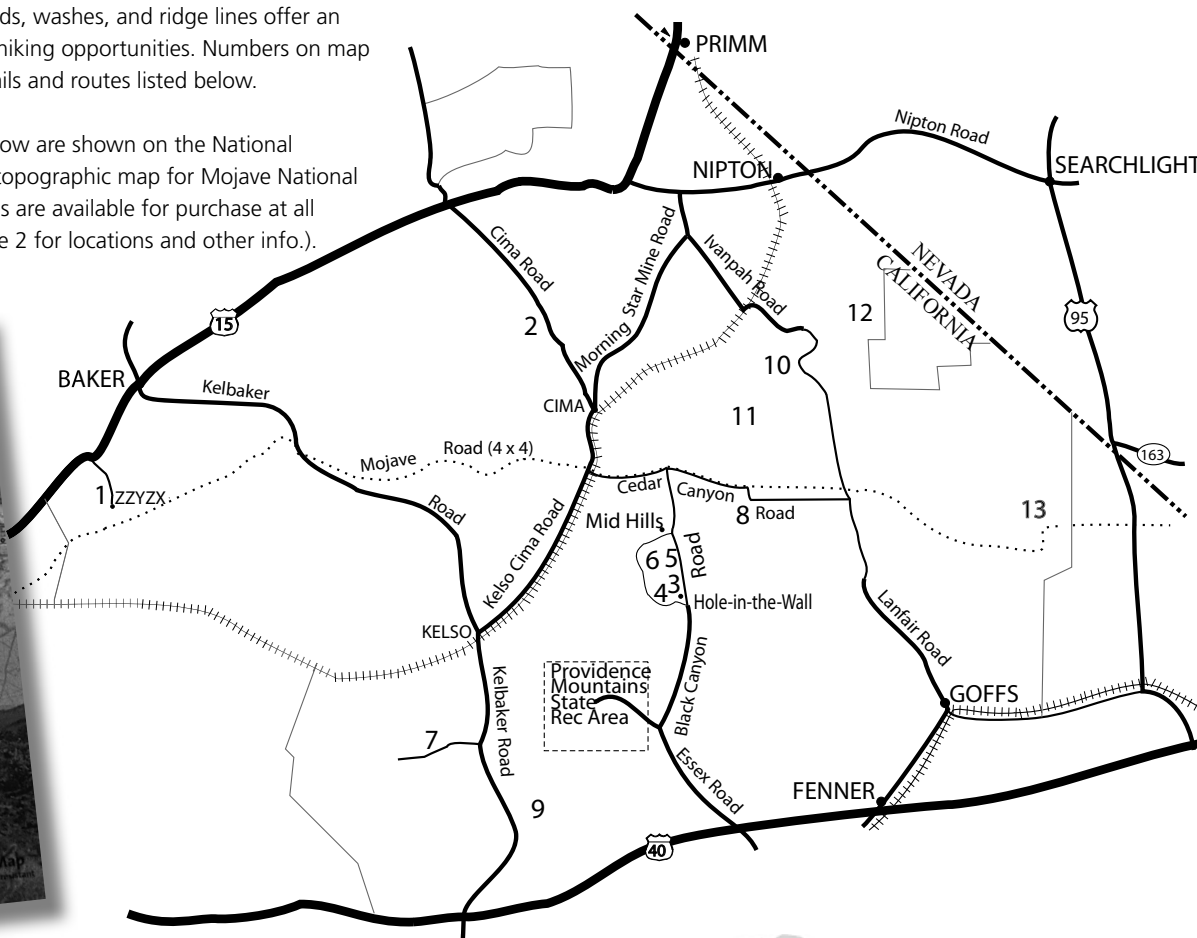 ds, washes, and ridge lines offer an
hiking opportunities. Numbers on map
ails and routes listed below.
ow are shown on the National
topographic map for Mojave National
s are available for purchase at all
e 2 for locations and other info.).
PRIMM
Nipton Road
NIPTON
SEARCHLIGHT
Cima Road
Morning Star Mine Road
Ivanpah Road
NEVADA
CALIFORNIA
15
2
12
95
BAKER
Kelbaker
10
CIMA
11
Mojave
Road (4 x 4)
163
1
ZZYZX
Road
Cedar
Canyon
Road
8
13
Mid Hills
Kelso Cima Road
6 5
Road
4 3
Hole-in-the-Wall
KELSO
Lanfair Road
Providence
Mountains
State
Rec Area
Black Canyon
Kelbaker Road
GOFFS
7
Essex Road
FENNER
9
40
Map